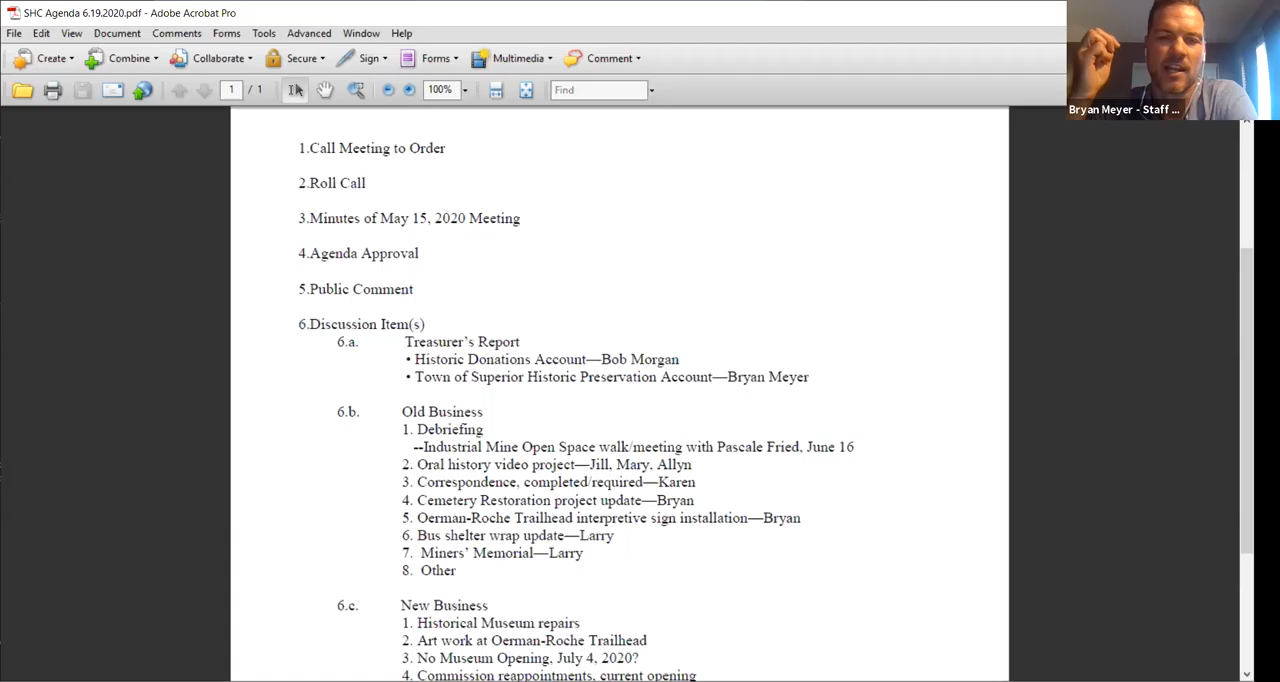 SHC Agenda 6.19.2020.pdf - Adobe Acrobat Pro
File Edit View Document Comments Forms Tools Advanced Window Help
Create Combine Collaborate Secure Sign Forms Multimedia Comment
1 / 1 100% Find
Bryan Meyer - Staff ...
1.Call Meeting to Order
2.Roll Call
3.Minutes of May 15, 2020 Meeting
4.Agenda Approval
5.Public Comment
6.Discussion Item(s)
6.a. Treasurer's Report
• Historic Donations Account—Bob Morgan
• Town of Superior Historic Preservation Account—Bryan Meyer
6.b. Old Business
1. Debriefing
--Industrial Mine Open Space walk/meeting with Pascale Fried, June 16
2. Oral history video project—Jill, Mary, Allyn
3. Correspondence, completed/required—Karen
4. Cemetery Restoration project update—Bryan
5. Oerman-Roche Trailhead interpretive sign installation—Bryan
6. Bus shelter wrap update—Larry
7. Miners' Memorial—Larry
8. Other
6.c. New Business
1. Historical Museum repairs
2. Art work at Oerman-Roche Trailhead
3. No Museum Opening, July 4, 2020?
4. Commission reappointments, current opening